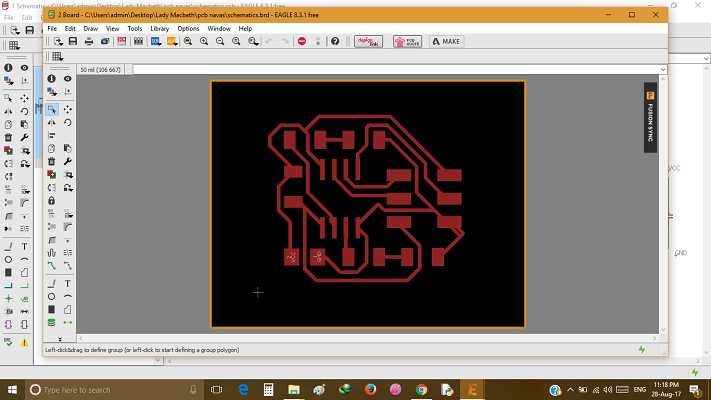 1 Schematic - C:\Users\admin\Desktop\Lady Macbeth\pcb navas\schematics.sch - EAGLE 8.3.1 free
2 Board - C:\Users\admin\Desktop\Lady Macbeth\pcb navas\schematics.brd - EAGLE 8.3.1 free
File Edit
File Edit Draw View Tools Library Options Window Help
design link
PCB QUOTE
MAKE
50 mil (106 667)
FUSION SYNC
VCC
GND
Left-click&drag to define group (or left-click to start defining a group polygon)
Type here to search
ENG
11:18 PM
28-Aug-17